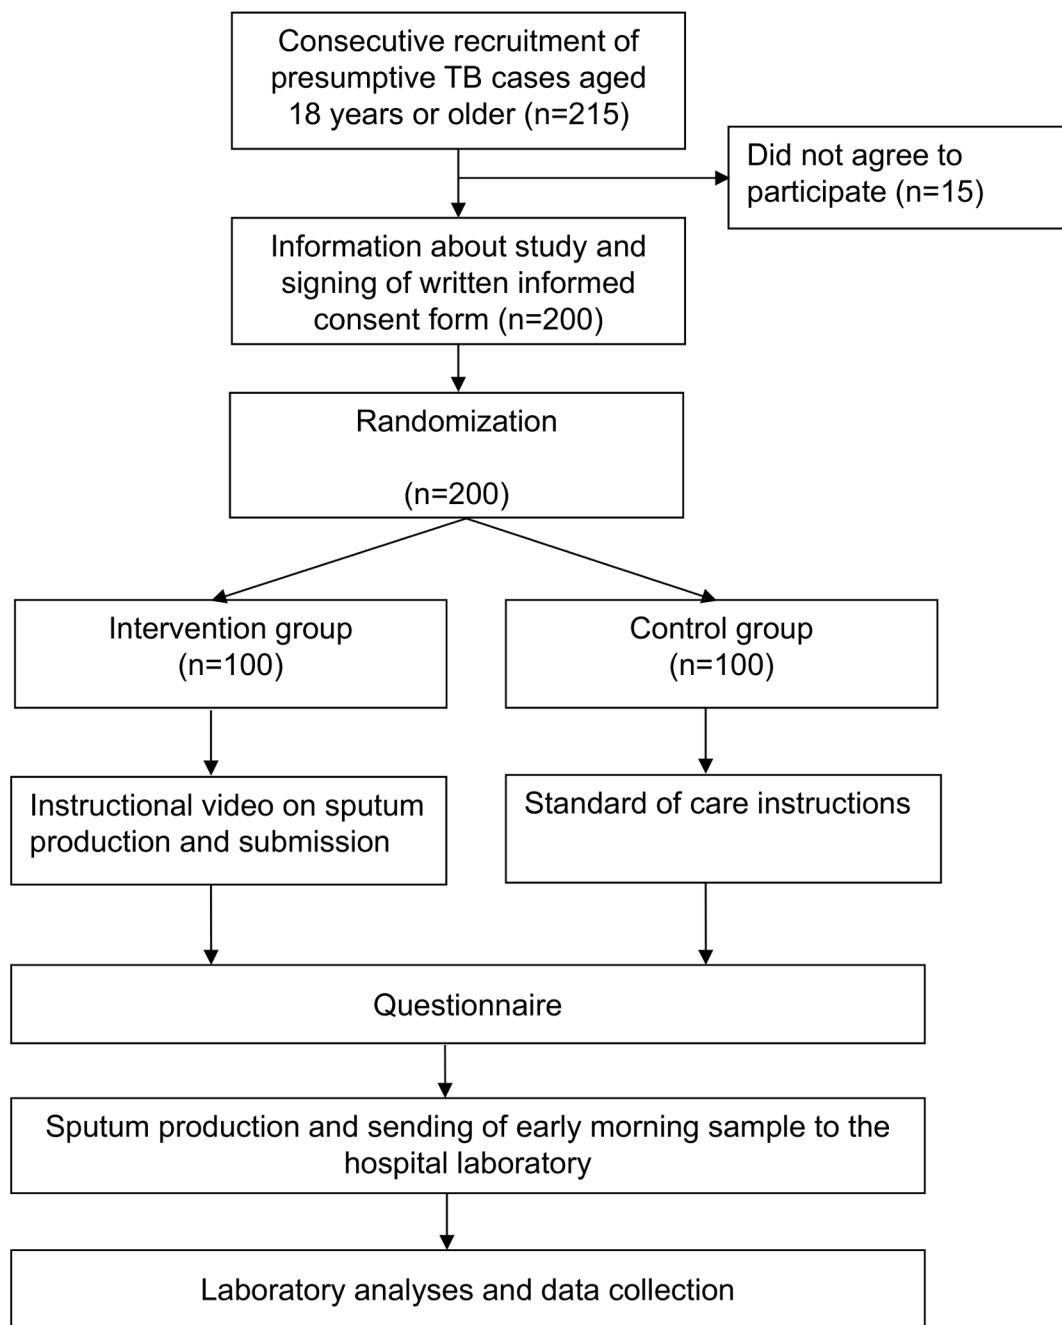 Consecutive recruitment of
presumptive TB cases aged
18 years or older (n=215)
Did not agree to
participate (n=15)
Information about study and
signing of written informed
consent form (n=200)
Randomization
(n=200)
Intervention group
(n=100)
Control group
(n=100)
Instructional video on sputum
production and submission
Standard of care instructions
Questionnaire
Sputum production and sending of early morning sample to the
hospital laboratory
Laboratory analyses and data collection